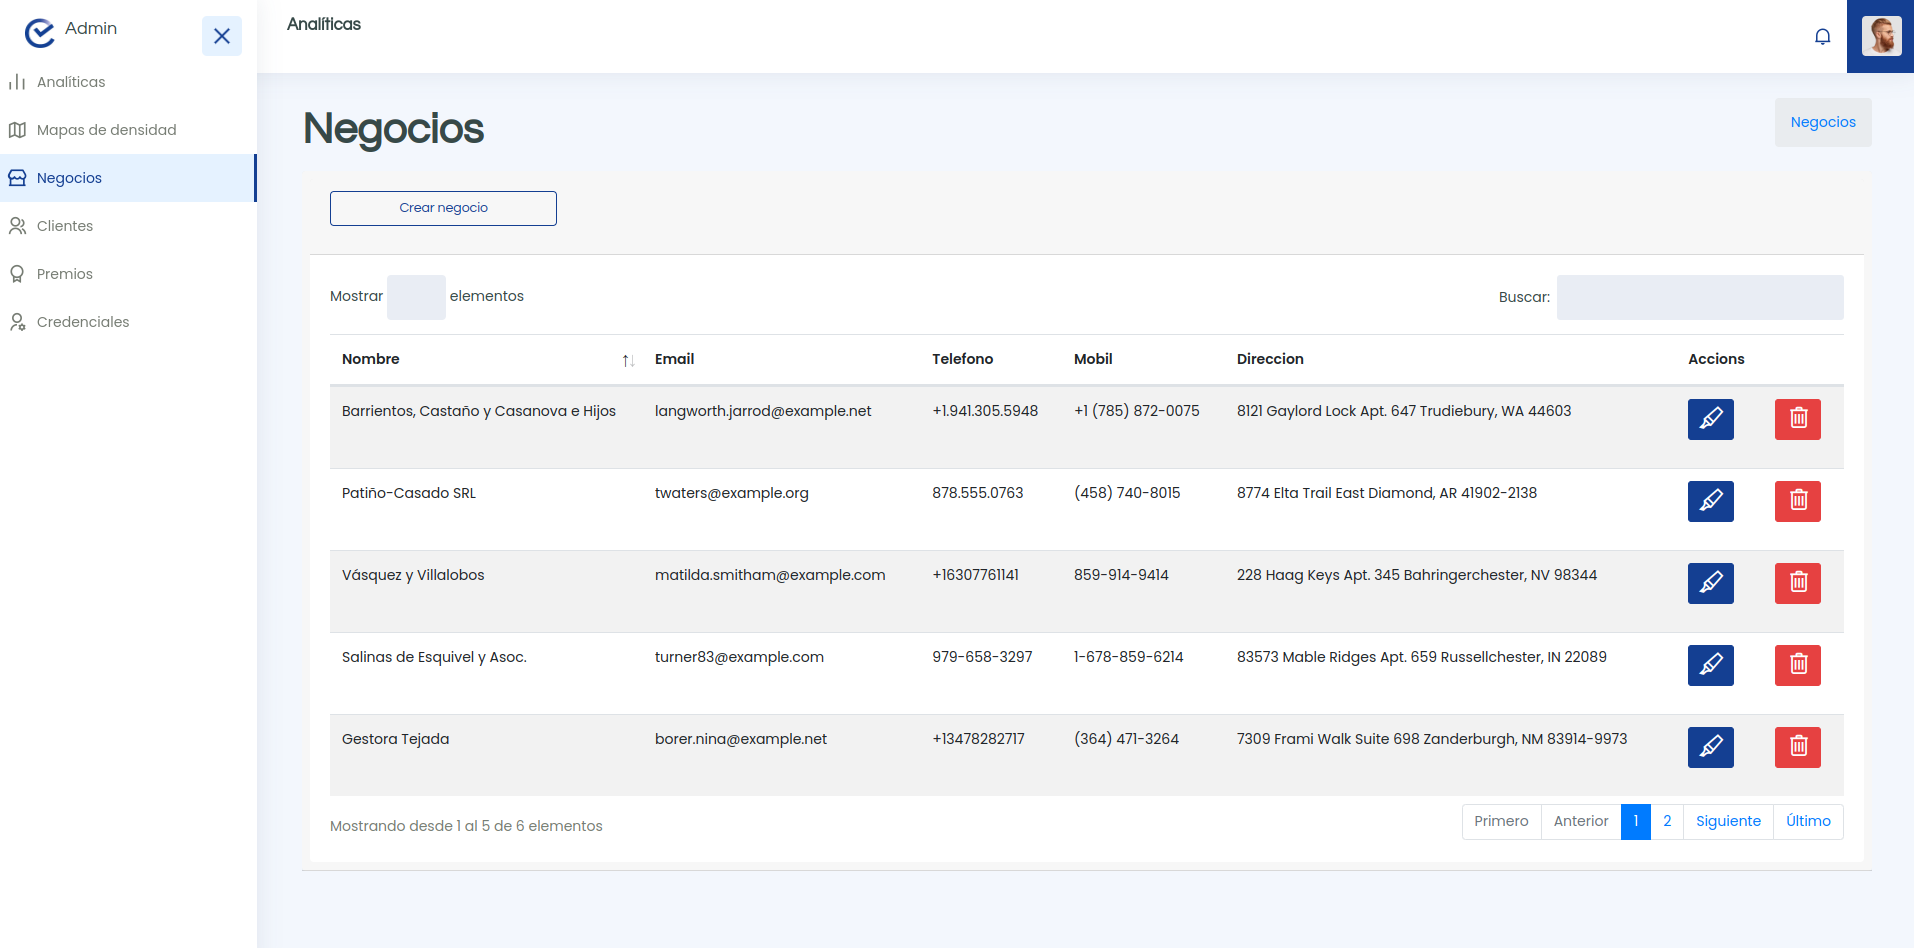 Admin
Analíticas
Mapas de densidad
Negocios
Clientes
Premios
Credenciales
Analíticas
Negocios
Negocios
Crear negocio
Mostrar elementos
Buscar:
Nombre Email Telefono Mobil Direccion Accions
Barrientos, Castaño y Casanova e Hijos langworth.jarrod@example.net +1.941.305.5948 +1 (785) 872-0075 8121 Gaylord Lock Apt. 647 Trudiebury, WA 44603
Patiño-Casado SRL twaters@example.org 878.555.0763 (458) 740-8015 8774 Elta Trail East Diamond, AR 41902-2138
Vásquez y Villalobos matilda.smitham@example.com +16307761141 859-914-9414 228 Haag Keys Apt. 345 Bahringerchester, NV 98344
Salinas de Esquivel y Asoc. turner83@example.com 979-658-3297 1-678-859-6214 83573 Mable Ridges Apt. 659 Russellchester, IN 22089
Gestora Tejada borer.nina@example.net +13478282717 (364) 471-3264 7309 Frami Walk Suite 698 Zanderburgh, NM 83914-9973
Mostrando desde 1 al 5 de 6 elementos
Primero Anterior 1 2 Siguiente Último